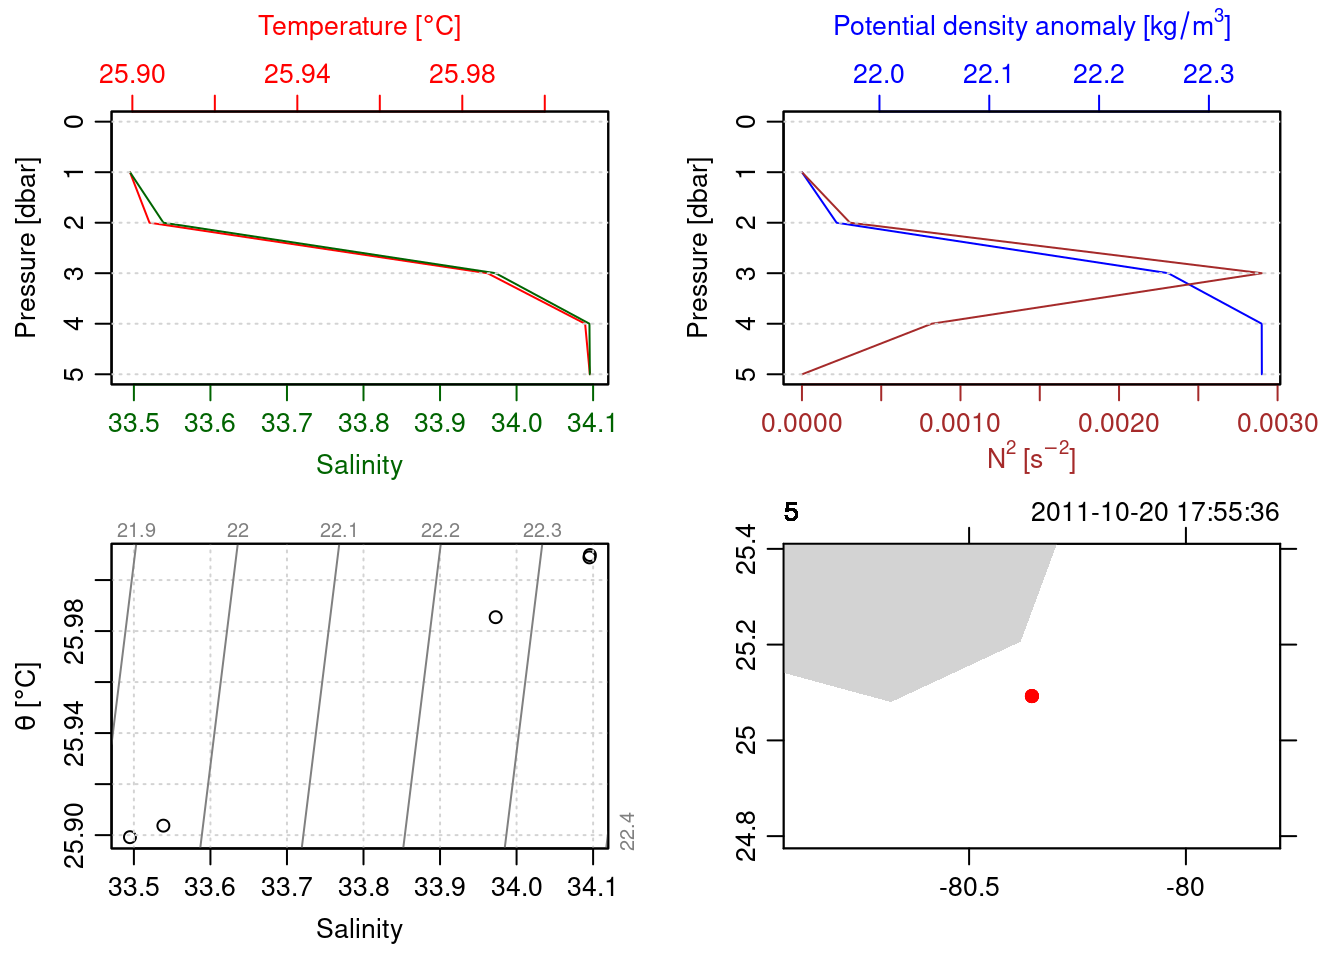 Temperature [°C]
25.90 25.94 25.98
Pressure [dbar]
0 1 2 3 4 5
33.5 33.6 33.7 33.8 33.9 34.0 34.1
Salinity
Potential density anomaly [kg/m³]
22.0 22.1 22.2 22.3
Pressure [dbar]
0 1 2 3 4 5
0.0000 0.0010 0.0020 0.0030
N² [s⁻²]
21.9 22 22.1 22.2 22.3
22.4
θ [°C]
25.90 25.94 25.98
33.5 33.6 33.7 33.8 33.9 34.0 34.1
Salinity
5 2011-10-20 17:55:36
25.4
25.2
25
24.8
-80.5 -80